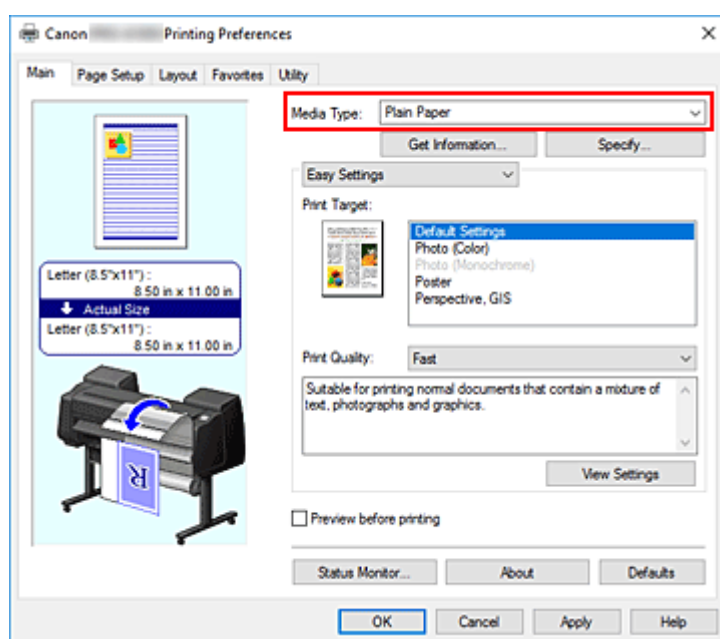 Canon Printing Preferences
Main Page Setup Layout Favorites Utility
Media Type: Plain Paper
Get Information... Specify...
Easy Settings
Print Target:
Default Settings
Photo (Color)
Photo (Monochrome)
Poster
Perspective, GIS
Letter (8.5"x11") :
8.50 in x 11.00 in
Actual Size
Letter (8.5"x11") :
8.50 in x 11.00 in
Print Quality: Fast
Suitable for printing normal documents that contain a mixture of
text, photographs and graphics.
R
View Settings
Preview before printing
Status Monitor... About Defaults
OK Cancel Apply Help